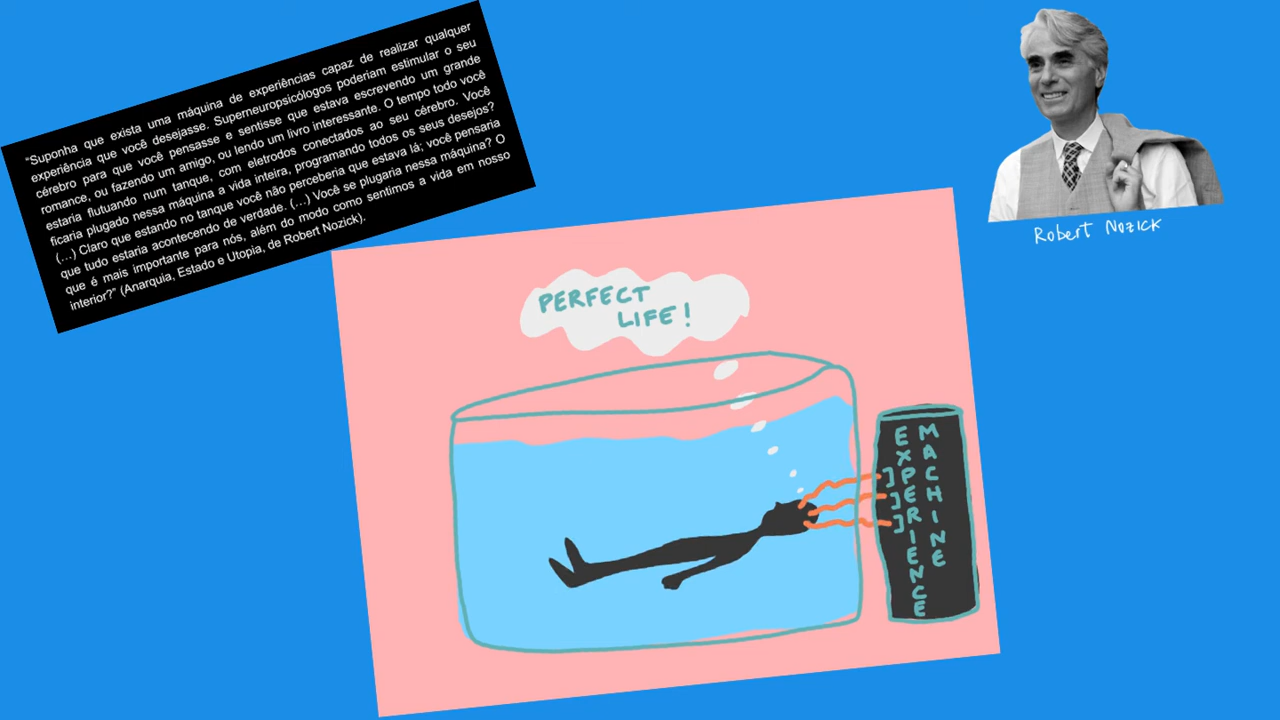 “Suponha que exista uma máquina de experiências capaz de realizar qualquer
experiência que você desejasse. Superneuropsicólogos poderiam estimular o seu
cérebro para que você pensasse e sentisse que estava escrevendo um grande
romance, ou fazendo um amigo, ou lendo um livro interessante. O tempo todo você
estaria flutuando num tanque, com eletrodos conectados ao seu cérebro. Você
ficaria plugado nessa máquina a vida inteira, programando todos os seus desejos?
(...) Claro que estando no tanque você não perceberia que estava lá; você pensaria
que tudo estaria acontecendo de verdade. (...) Você se plugaria nessa máquina? O
que é mais importante para nós, além do modo como sentimos a vida em nosso
interior?” (Anarquia, Estado e Utopia, de Robert Nozick).
Robert Nozick
PERFECT
LIFE!
EXPERIENCE
MACHINE